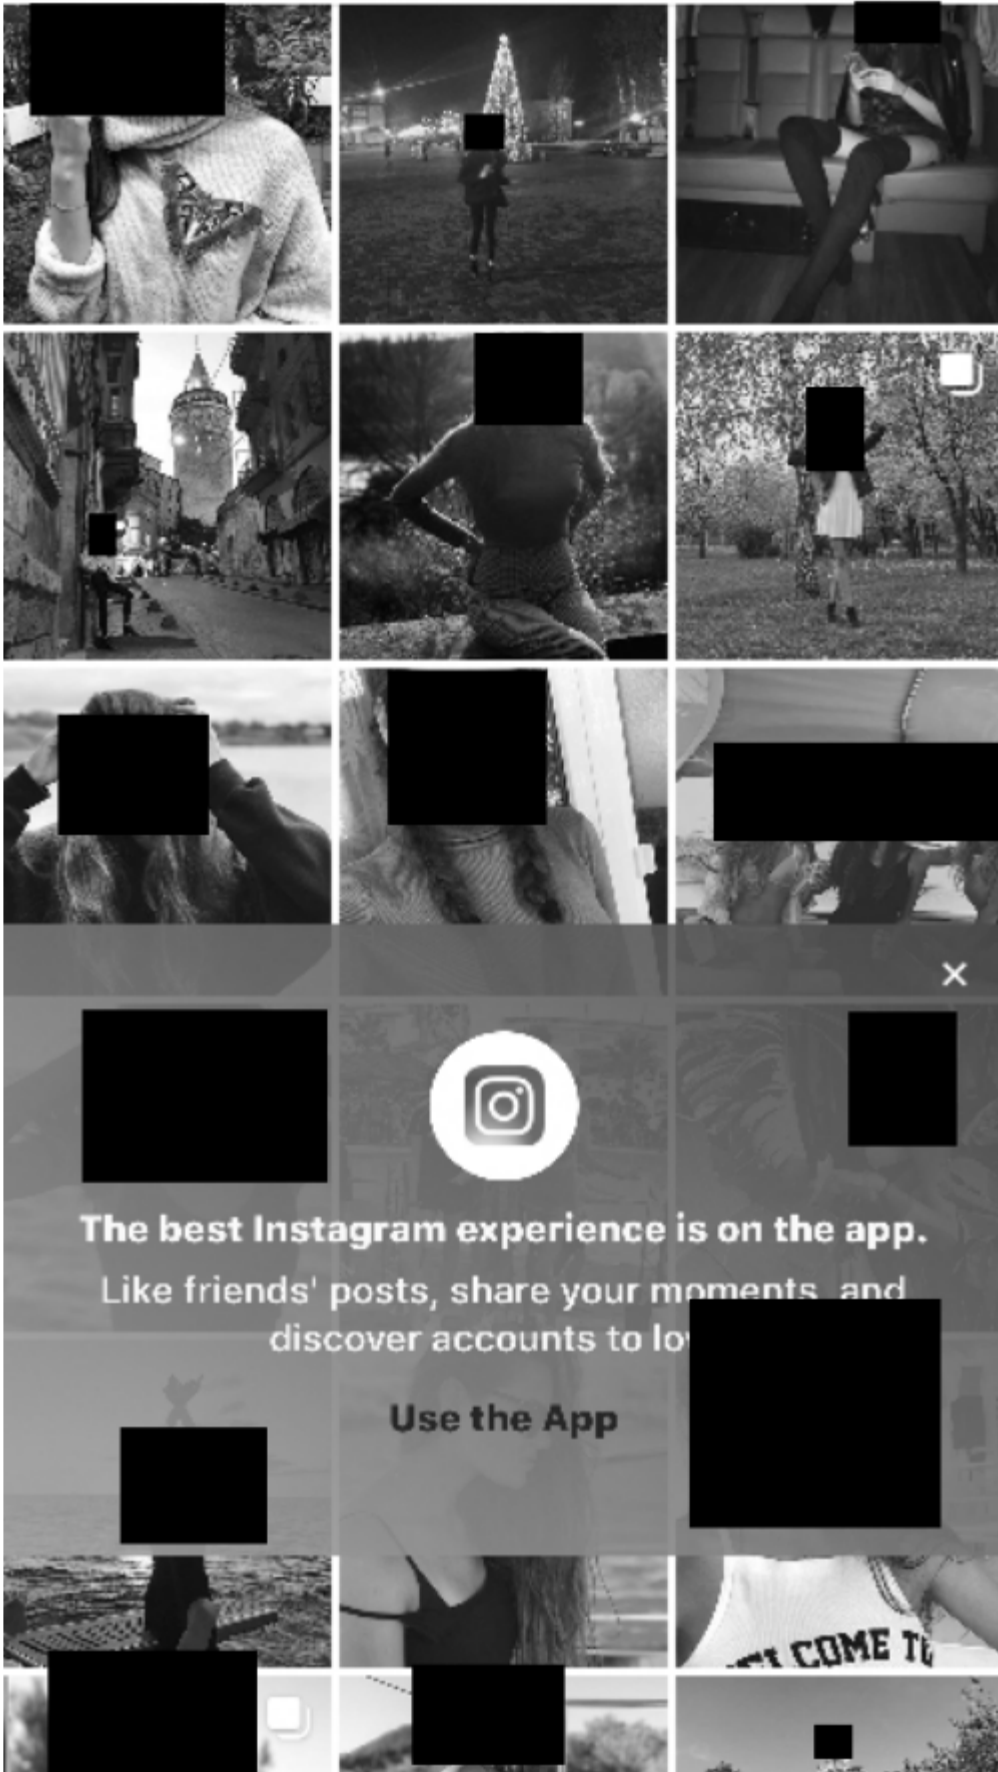 The best Instagram experience is on the app.
Like friends' posts, share your moments, and
discover accounts to
Use the App
WELCOME